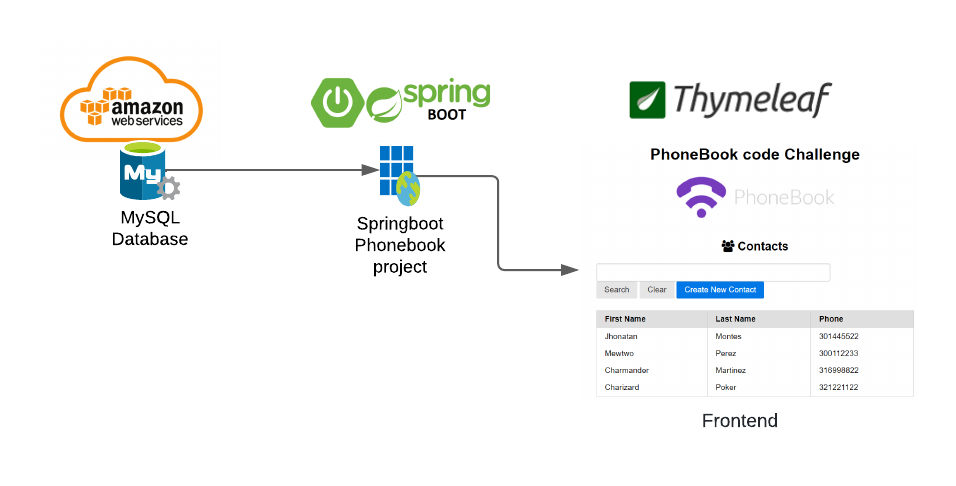 amazon
web services
My
MySQL
Database
spring
BOOT
Springboot
Phonebook
project
Thymeleaf
PhoneBook code Challenge
PhoneBook
Contacts
Search Clear Create New Contact
First Name Last Name Phone
Jhonatan Montes 301445522
Mewtwo Perez 300112233
Charmander Martinez 316998822
Charizard Poker 321221122
Frontend